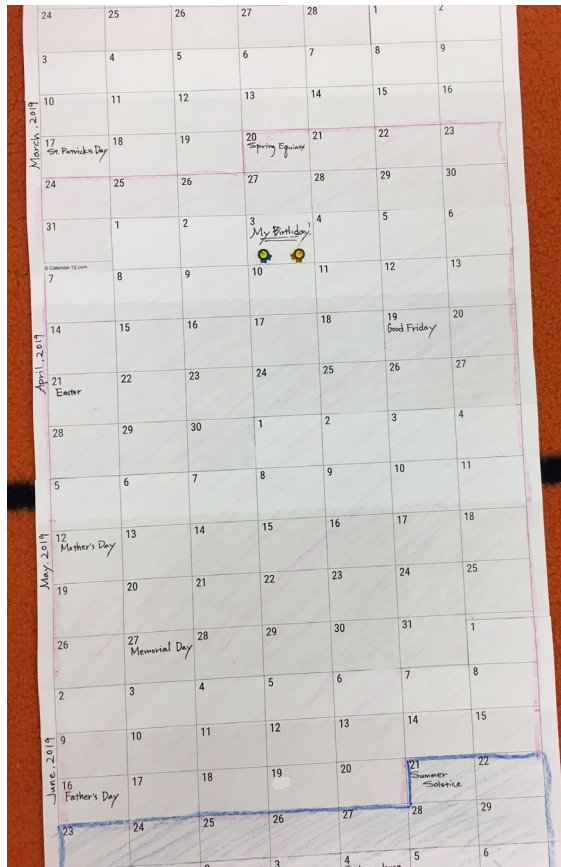 24 25 26 27 28 1 2
3 4 5 6 7 8 9
March, 2019
10 11 12 13 14 15 16
17 18 19 20 21 22 23
St. Patrick's Day Spring Equinox
24 25 26 27 28 29 30
31 1 2 3 4 5 6
My Birthday!
© Calendar-12.com
7 8 9 10 11 12 13
April, 2019
14 15 16 17 18 19 20
Good Friday
21 22 23 24 25 26 27
Easter
28 29 30 1 2 3 4
5 6 7 8 9 10 11
May, 2019
12 13 14 15 16 17 18
Mother's Day
19 20 21 22 23 24 25
26 27 28 29 30 31 1
Memorial Day
2 3 4 5 6 7 8
June, 2019
9 10 11 12 13 14 15
16 17 18 19 20 21 22
Father's Day Summer
Solstice
23 24 25 26 27 28 29
3 4 5 6